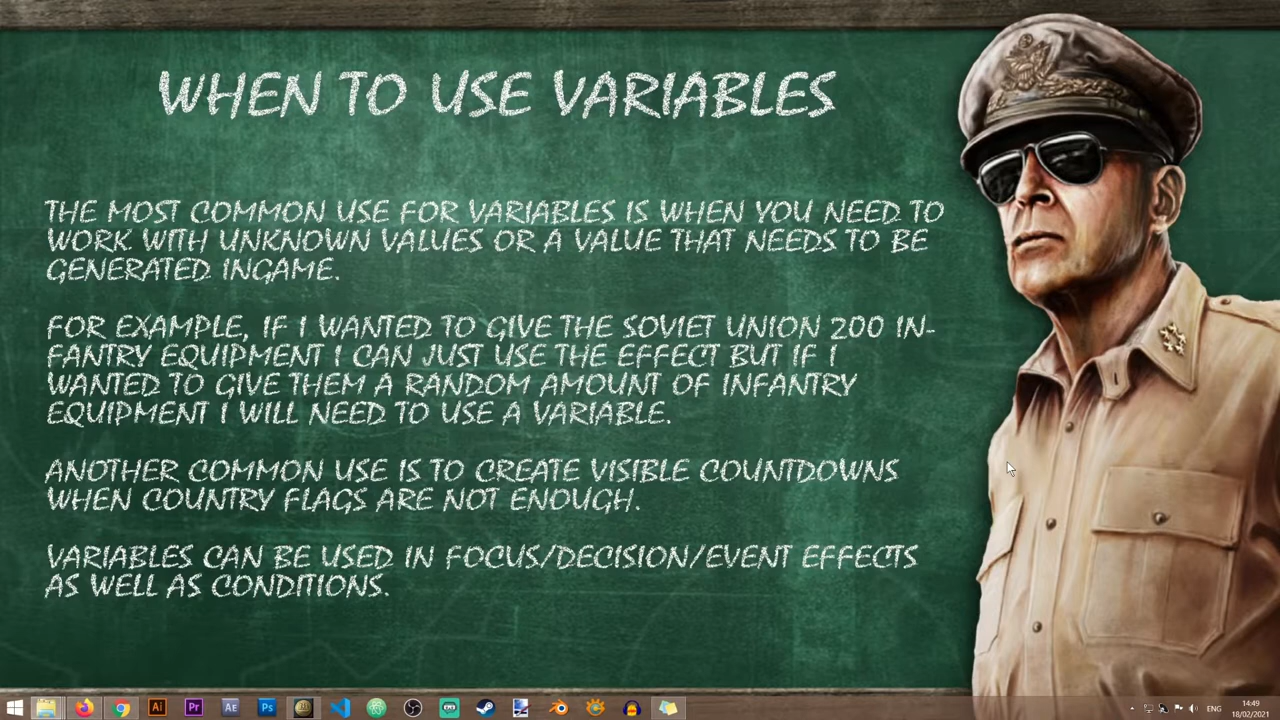 WHEN TO USE VARIABLES
THE MOST COMMON USE FOR VARIABLES IS WHEN YOU NEED TO
WORK WITH UNKNOWN VALUES OR A VALUE THAT NEEDS TO BE
GENERATED INGAME.
FOR EXAMPLE, IF I WANTED TO GIVE THE SOVIET UNION 200 IN-
FANTRY EQUIPMENT I CAN JUST USE THE EFFECT BUT IF I
WANTED TO GIVE THEM A RANDOM AMOUNT OF INFANTRY
EQUIPMENT I WILL NEED TO USE A VARIABLE.
ANOTHER COMMON USE IS TO CREATE VISIBLE COUNTDOWNS
WHEN COUNTRY FLAGS ARE NOT ENOUGH.
VARIABLES CAN BE USED IN FOCUS/DECISION/EVENT EFFECTS
AS WELL AS CONDITIONS.
Ai Pr Ae Ps
ENG
14:49
18/02/2021